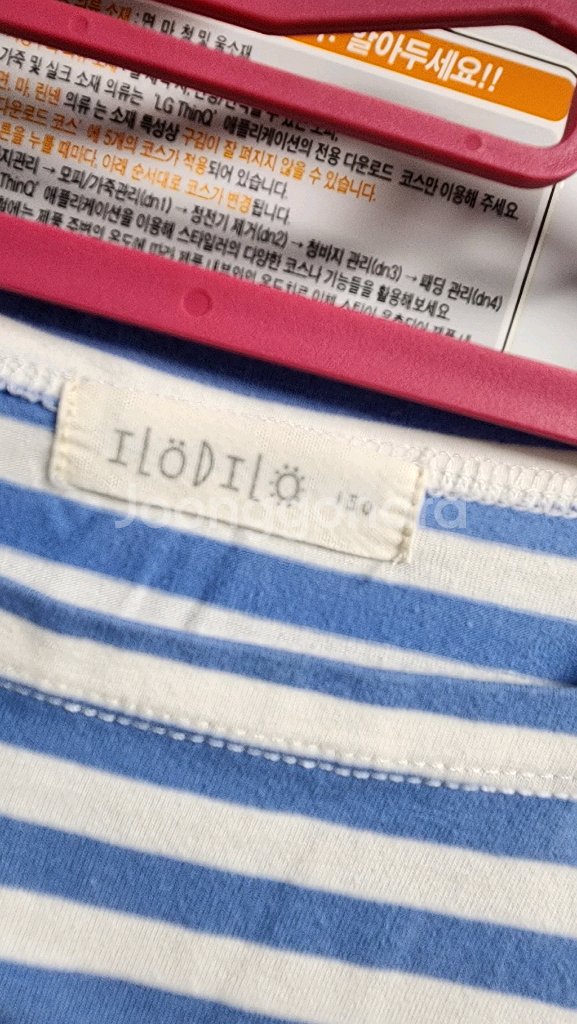 소재 : 면 마 청 및 울소재
알아두세요!!
가죽 및 실크 소재 의류는 'LG ThinQ' 애플리케이션의 전용 다운로드 코스만 이용해 주세요.
면, 마, 린넨 의류 는 소재 특성상 구김이 잘 펴지지 않을 수 있습니다.
다운로드 코스' 에 5개의 코스가 적용되어 있습니다.
튼을 누를 때마다, 아래 순서대로 코스가 변경됩니다.
지관리 → 모피/가죽관리(dn1) → 정전기 제거(dn2) → 청바지 관리(dn3) → 패딩 관리(dn4)
ThinQ' 애플리케이션을 이용해 스타일러의 다양한 코스나 기능들을 활용해보세요
ILÖDILÖ 130
Joonggonara